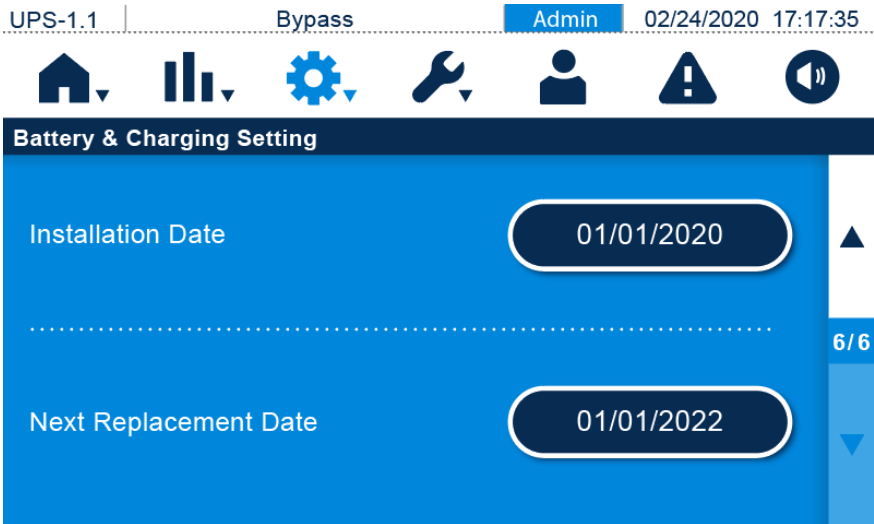 UPS-1.1 Bypass Admin 02/24/2020 17:17:35
Battery & Charging Setting
Installation Date 01/01/2020
6/6
Next Replacement Date 01/01/2022